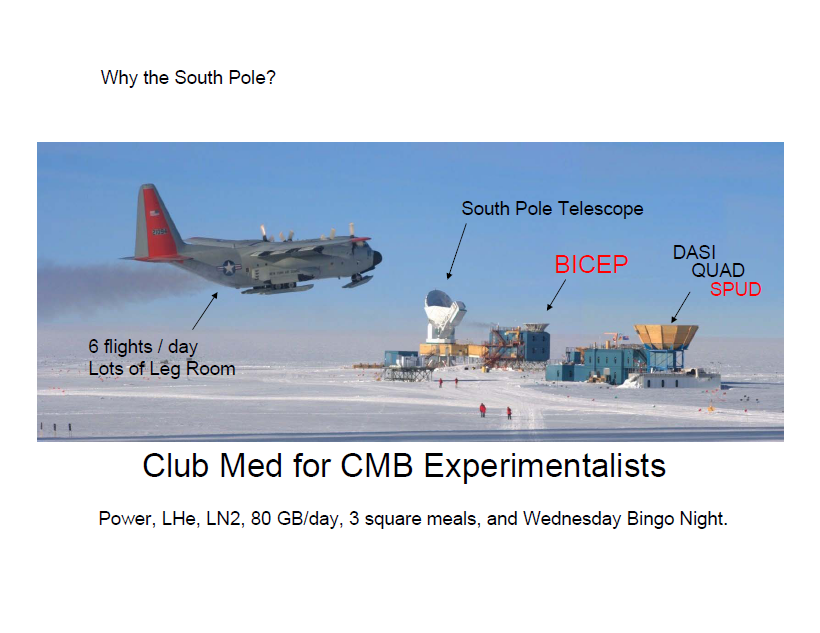 Why the South Pole?
South Pole Telescope
BICEP
DASI
QUAD
SPUD
6 flights / day
Lots of Leg Room
Club Med for CMB Experimentalists
Power, LHe, LN2, 80 GB/day, 3 square meals, and Wednesday Bingo Night.